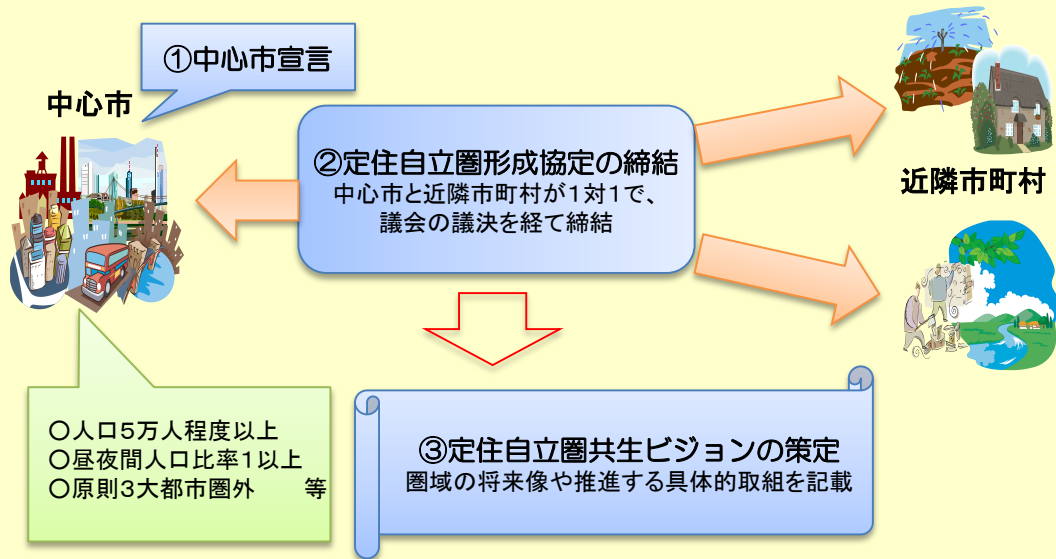 ①中心市宣言
中心市
②定住自立圏形成協定の締結
中心市と近隣市町村が1対1で、
議会の議決を経て締結
近隣市町村
○人口5万人程度以上
○昼夜間人口比率1以上
○原則3大都市圏外　等
③定住自立圏共生ビジョンの策定
圏域の将来像や推進する具体的取組を記載